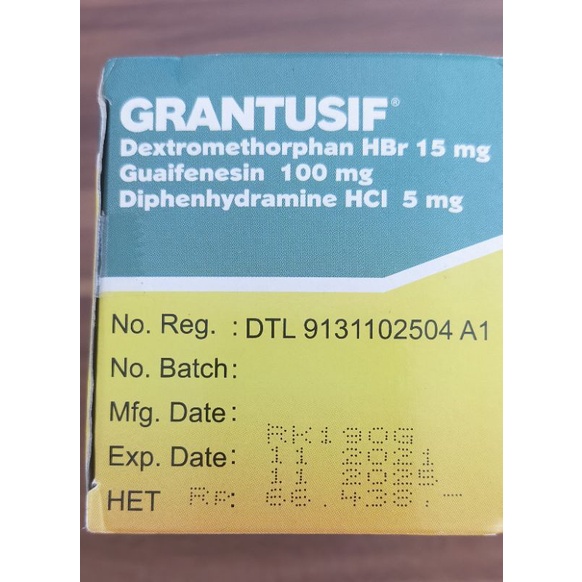 GRANTUSIF®
Dextromethorphan HBr 15 mg
Guaifenesin 100 mg
Diphenhydramine HCl 5 mg
No. Reg. : DTL 9131102504 A1
No. Batch:
Mfg. Date:
RK190G
Exp. Date:
11 2021
11 2025
HET Rp: 66.438,-